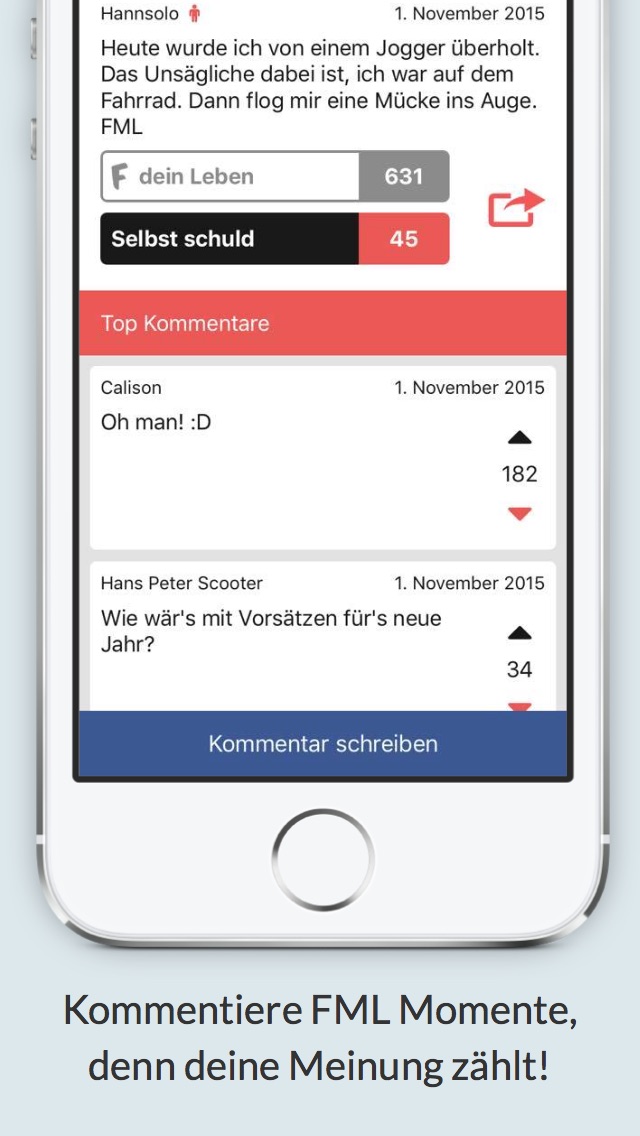 Hannsolo 1. November 2015
Heute wurde ich von einem Jogger überholt.
Das Unsägliche dabei ist, ich war auf dem
Fahrrad. Dann flog mir eine Mücke ins Auge.
FML
F dein Leben 631
Selbst schuld 45
Top Kommentare
Calison 1. November 2015
Oh man! :D
182
Hans Peter Scooter 1. November 2015
Wie wär's mit Vorsätzen für's neue
Jahr?
34
Kommentar schreiben
Kommentiere FML Momente,
denn deine Meinung zählt!